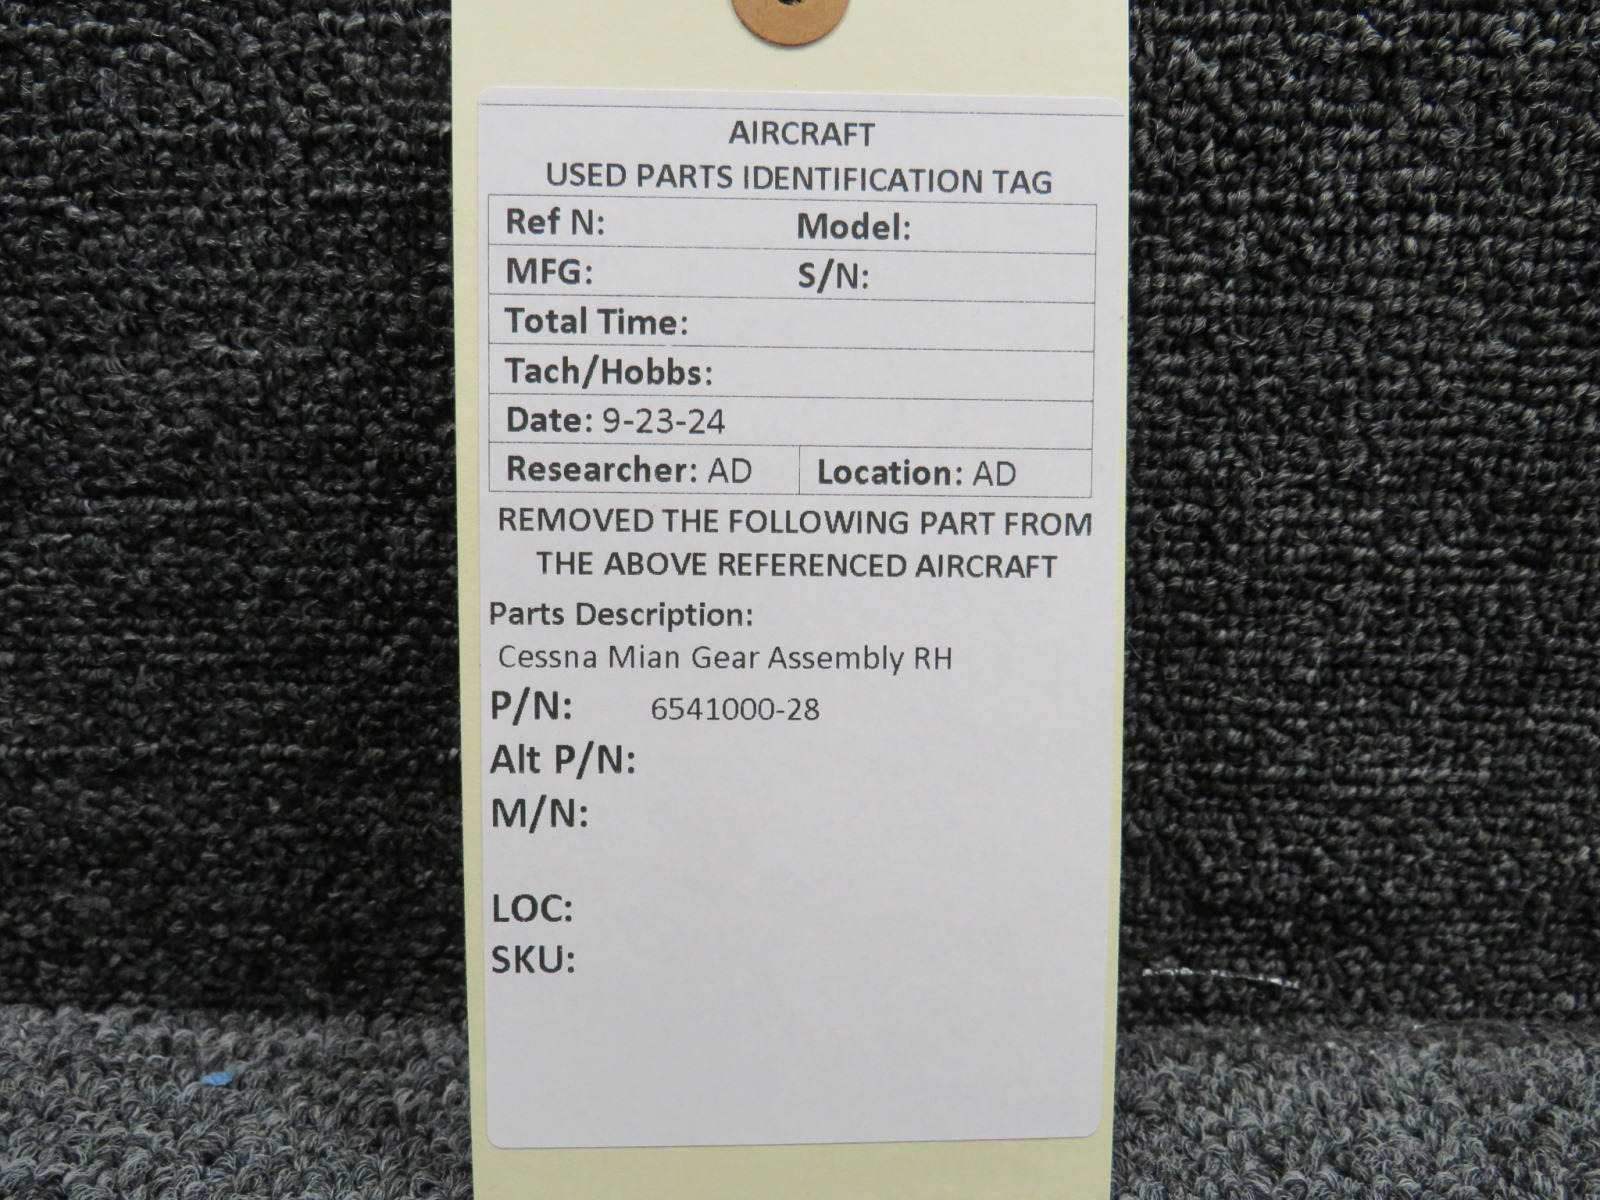 AIRCRAFT
USED PARTS IDENTIFICATION TAG
Ref N: Model:
MFG: S/N:
Total Time:
Tach/Hobbs:
Date: 9-23-24
Researcher: AD Location: AD
REMOVED THE FOLLOWING PART FROM
THE ABOVE REFERENCED AIRCRAFT
Parts Description:
Cessna Mian Gear Assembly RH
P/N: 6541000-28
Alt P/N:
M/N:
LOC:
SKU: